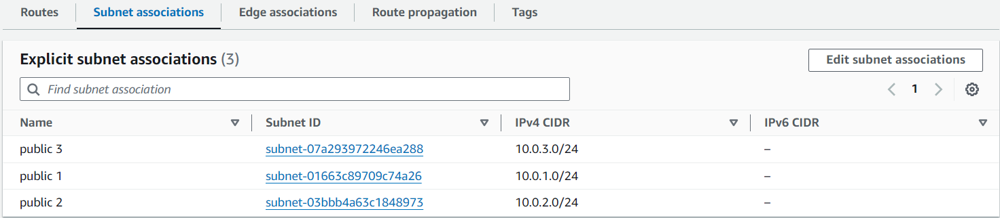 Routes Subnet associations Edge associations Route propagation Tags
Explicit subnet associations (3) Edit subnet associations
Find subnet association 1
Name Subnet ID IPv4 CIDR IPv6 CIDR
public 3 subnet-07a293972246ea288 10.0.3.0/24 –
public 1 subnet-01663c89709c74a26 10.0.1.0/24 –
public 2 subnet-03bbb4a63c1848973 10.0.2.0/24 –